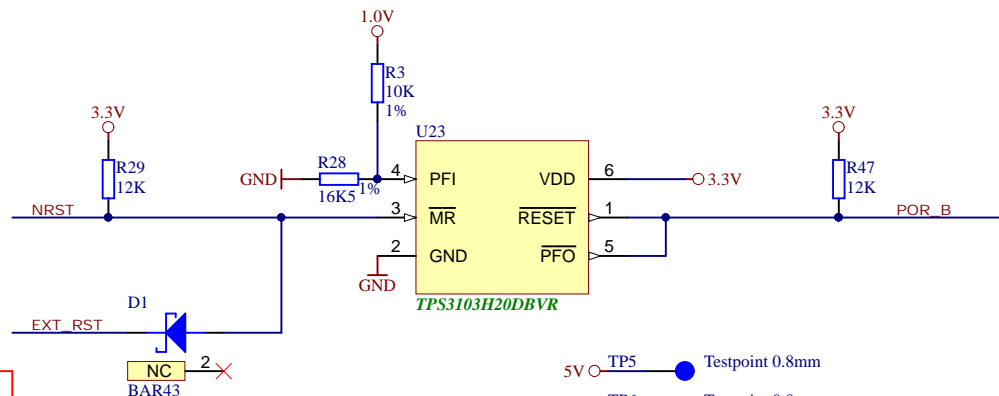 1.0V
R3
10K
1%
3.3V
U23
3.3V
R29
12K
GND
R28
16K5
1%
4
PFI
VDD
6
3.3V
R47
12K
NRST
3
MR
RESET
1
POR_B
2
GND
PFO
5
GND
TPS3103H20DBVR
D1
EXT_RST
NC
2
BAR43
5V
TP5
Testpoint 0.8mm